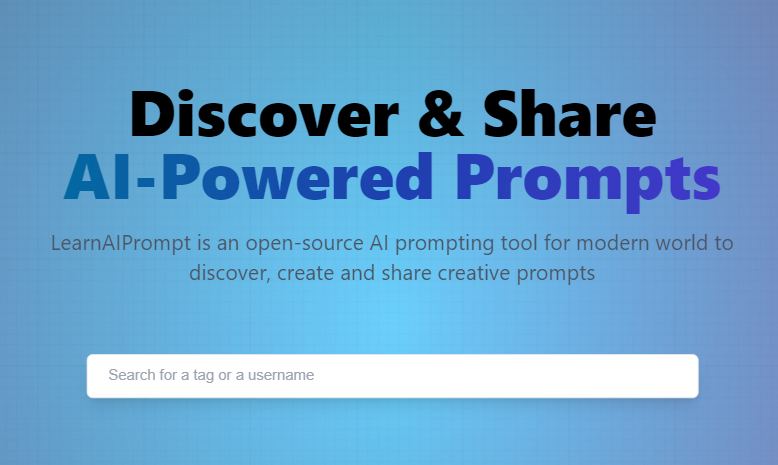 Discover & Share
AI-Powered Prompts
LearnAIPrompt is an open-source AI prompting tool for modern world to
discover, create and share creative prompts
Search for a tag or a username